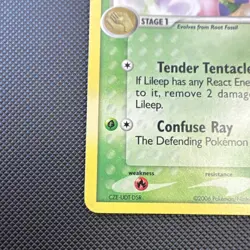 STAGE 1
Evolves from Root Fossil
Tender Tentacle
If Lileep has any React Ene
to it, remove 2 dama
Lileep.
Confuse Ray
The Defending Pokémon
weakness
resistance
©2006 Pokémon